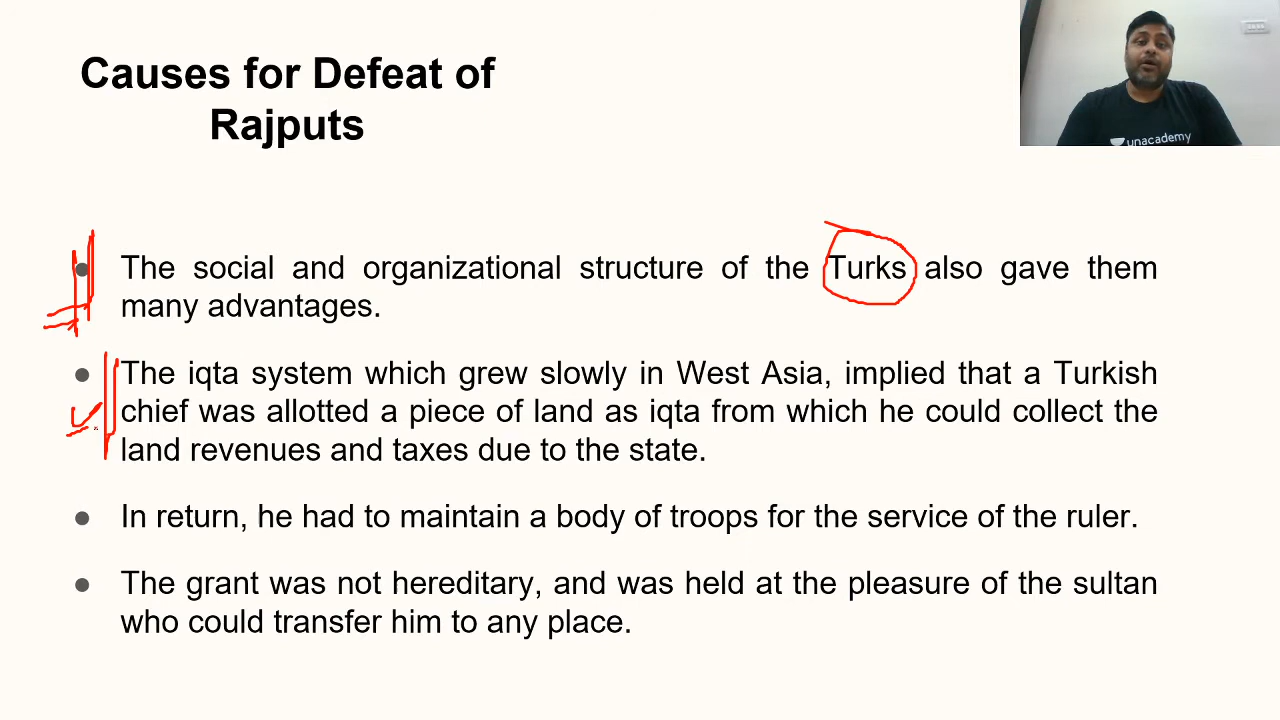 Causes for Defeat of
Rajputs
unacademy
The social and organizational structure of the Turks also gave them
many advantages.
The iqta system which grew slowly in West Asia, implied that a Turkish
chief was allotted a piece of land as iqta from which he could collect the
land revenues and taxes due to the state.
In return, he had to maintain a body of troops for the service of the ruler.
The grant was not hereditary, and was held at the pleasure of the sultan
who could transfer him to any place.